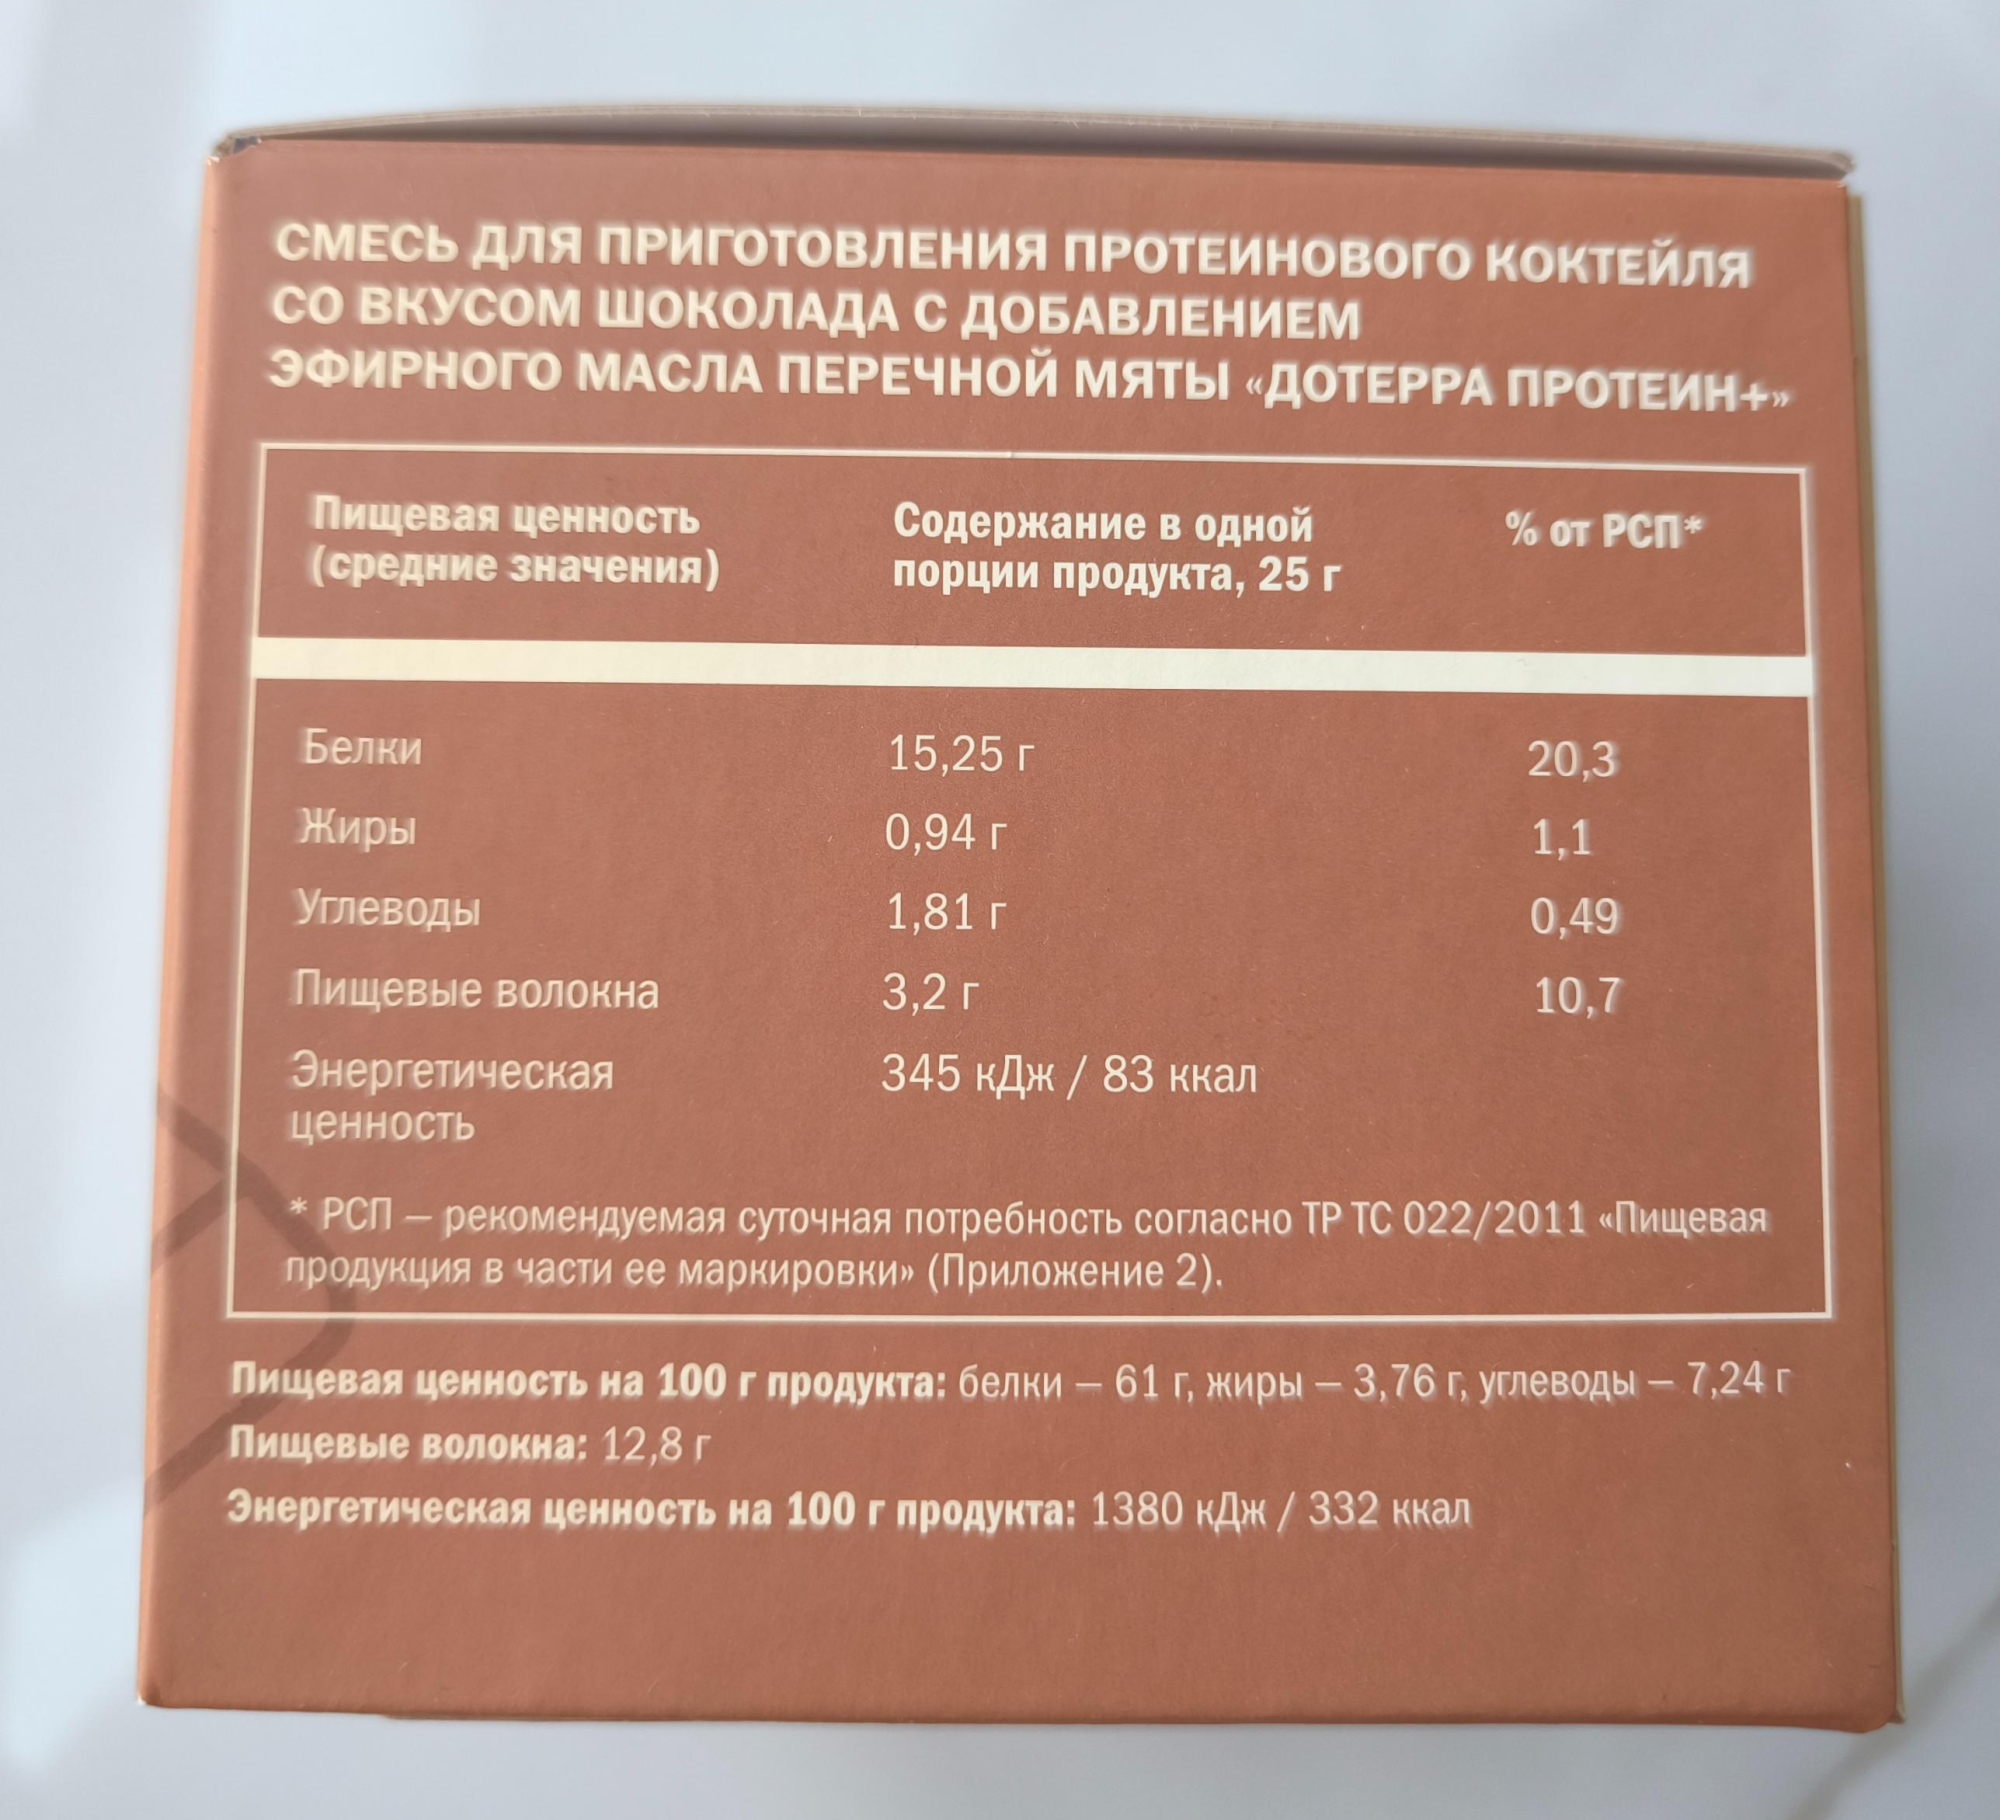 СМЕСЬ ДЛЯ ПРИГОТОВЛЕНИЯ ПРОТЕИНОВОГО КОКТЕЙЛЯ
СО ВКУСОМ ШОКОЛАДА С ДОБАВЛЕНИЕМ
ЭФИРНОГО МАСЛА ПЕРЕЧНОЙ МЯТЫ «ДОТЕРРА ПРОТЕИН+»
Пищевая ценность Содержание в одной % от РСП*
(средние значения) порции продукта, 25 г
Белки 15,25 г 20,3
Жиры 0,94 г 1,1
Углеводы 1,81 г 0,49
Пищевые волокна 3,2 г 10,7
Энергетическая 345 кДж / 83 ккал
ценность
* РСП – рекомендуемая суточная потребность согласно ТР ТС 022/2011 «Пищевая
продукция в части ее маркировки» (Приложение 2).
Пищевая ценность на 100 г продукта: белки – 61 г, жиры – 3,76 г, углеводы – 7,24 г
Пищевые волокна: 12,8 г
Энергетическая ценность на 100 г продукта: 1380 кДж / 332 ккал